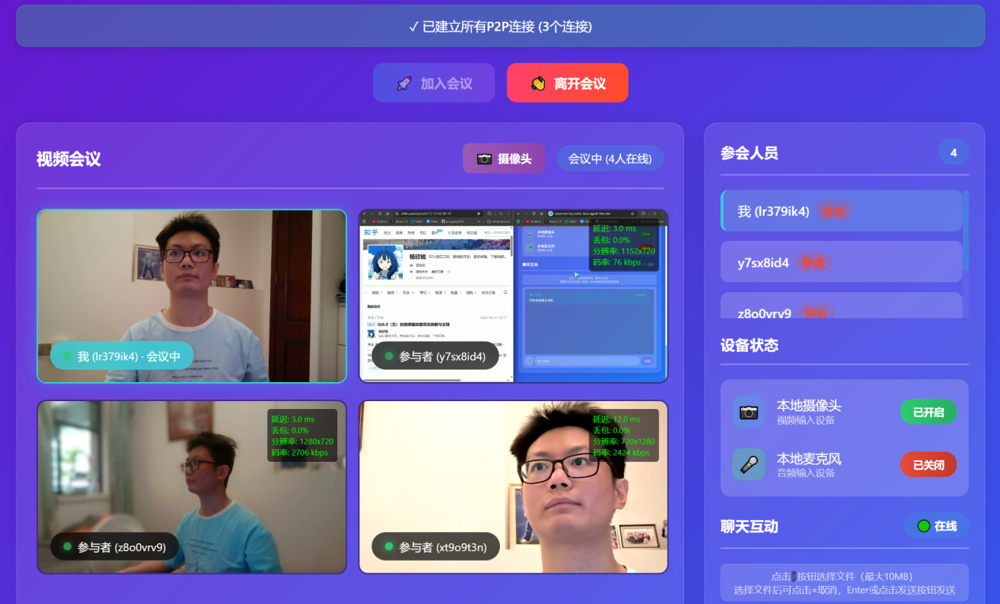 ✓ 已建立所有P2P连接 (3个连接)
🚀 加入会议
👋 离开会议
视频会议
📷 摄像头
会议中 (4人在线)
我 (lr379ik4) · 会议中
知乎
杨欣锐
我的动态
聊天互动
延迟: 3.0 ms
丢包: 0.0%
分辨率: 1152x720
码率: 76 kbps
参与者 (y7sx8id4)
延迟: 3.0 ms
丢包: 0.0%
分辨率: 1280x720
码率: 2706 kbps
参与者 (z8o0vrv9)
延迟: 12.0 ms
丢包: 0.0%
分辨率: 720x1280
码率: 2424 kbps
参与者 (xt9o9t3n)
参会人员
4
我 (lr379ik4) 静音
y7sx8id4 静音
z8o0vrv9 静音
设备状态
本地摄像头
视频输入设备
已开启
本地麦克风
音频输入设备
已关闭
聊天互动
在线
点击📎按钮选择文件（最大10MB）
选择文件后可点击×取消，Enter或点击发送按钮发送